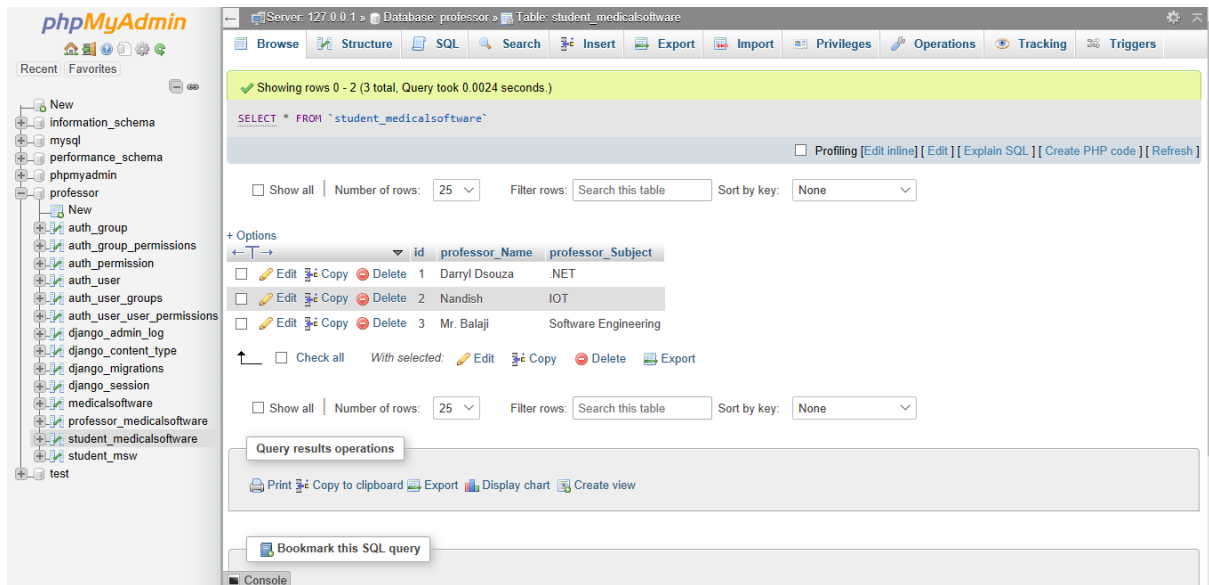 phpMyAdmin
Recent Favorites
New
information_schema
mysql
performance_schema
phpmyadmin
professor
New
auth_group
auth_group_permissions
auth_permission
auth_user
auth_user_groups
auth_user_user_permissions
django_admin_log
django_content_type
django_migrations
django_session
medicalsoftware
professor_medicalsoftware
student_medicalsoftware
student_msw
test
Server: 127.0.0.1 » Database: professor » Table: student_medicalsoftware
Browse Structure SQL Search Insert Export Import Privileges Operations Tracking Triggers
Showing rows 0 - 2 (3 total, Query took 0.0024 seconds.)
SELECT * FROM `student_medicalsoftware`
Profiling [Edit inline] [ Edit ] [ Explain SQL ] [ Create PHP code ] [ Refresh ]
Show all Number of rows: 25 Filter rows: Search this table Sort by key: None
+ Options
←T→ id professor_Name professor_Subject
Edit Copy Delete 1 Darryl Dsouza .NET
Edit Copy Delete 2 Nandish IOT
Edit Copy Delete 3 Mr. Balaji Software Engineering
Check all With selected: Edit Copy Delete Export
Show all Number of rows: 25 Filter rows: Search this table Sort by key: None
Query results operations
Print Copy to clipboard Export Display chart Create view
Bookmark this SQL query
Console